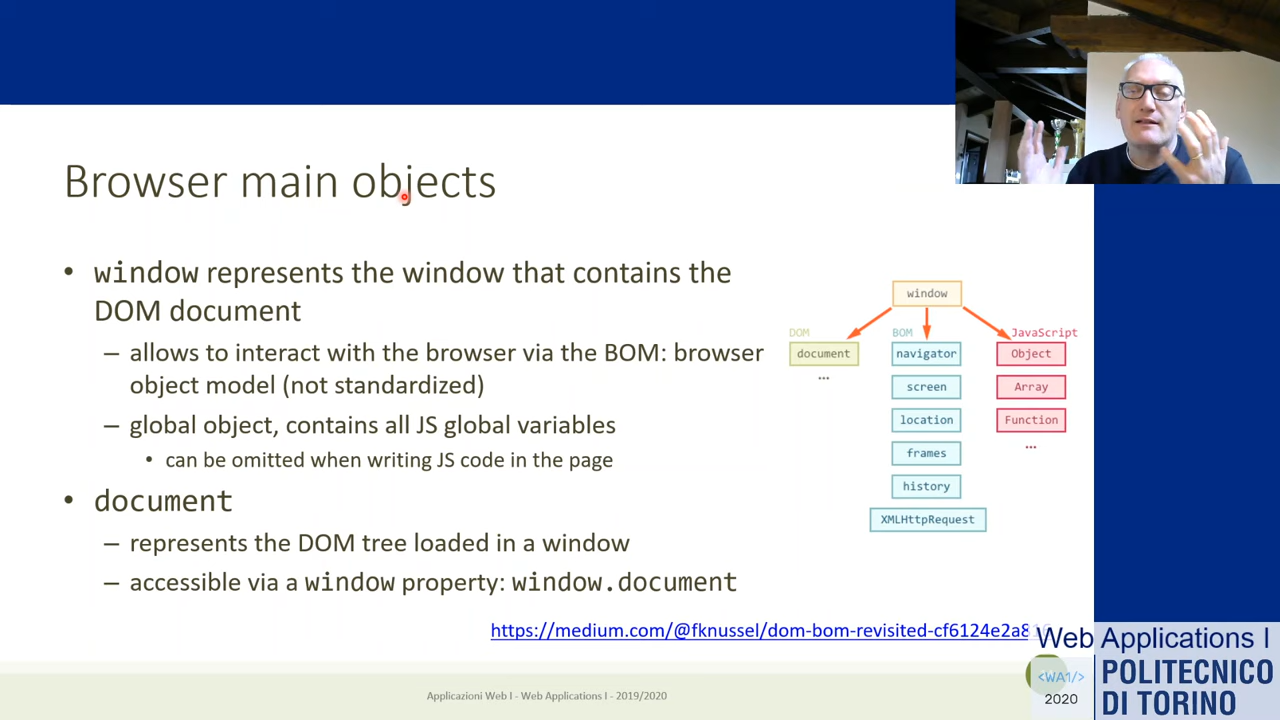 Browser main objects
• window represents the window that contains the
DOM document
– allows to interact with the browser via the BOM: browser
object model (not standardized)
– global object, contains all JS global variables
• can be omitted when writing JS code in the page
• document
– represents the DOM tree loaded in a window
– accessible via a window property: window.document
window
DOM
BOM
JavaScript
document
navigator
Object
...
screen
Array
location
Function
frames
...
history
XMLHttpRequest
https://medium.com/@fknussel/dom-bom-revisited-cf6124e2a8
Applicazioni Web I - Web Applications I - 2019/2020
Web Applications I
<WA1/>
2020
POLITECNICO
DI TORINO